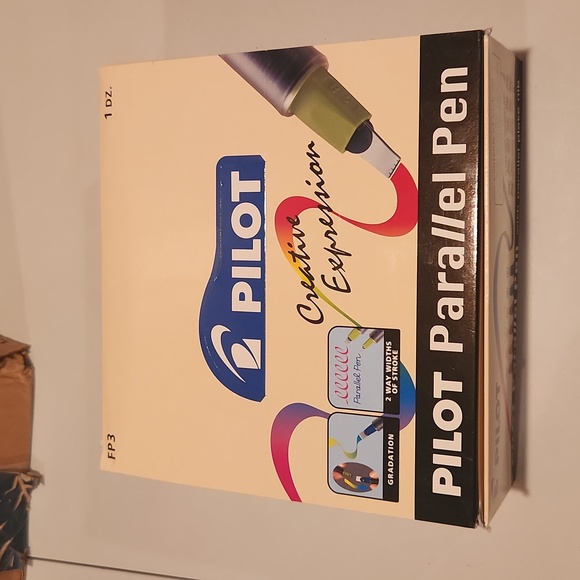 FP3
1 DZ.
PILOT
Creative
Expression
Parallel Pen
GRADATION
2 WAY WIDTHS
OF STROKE
PILOT Parallel Pen